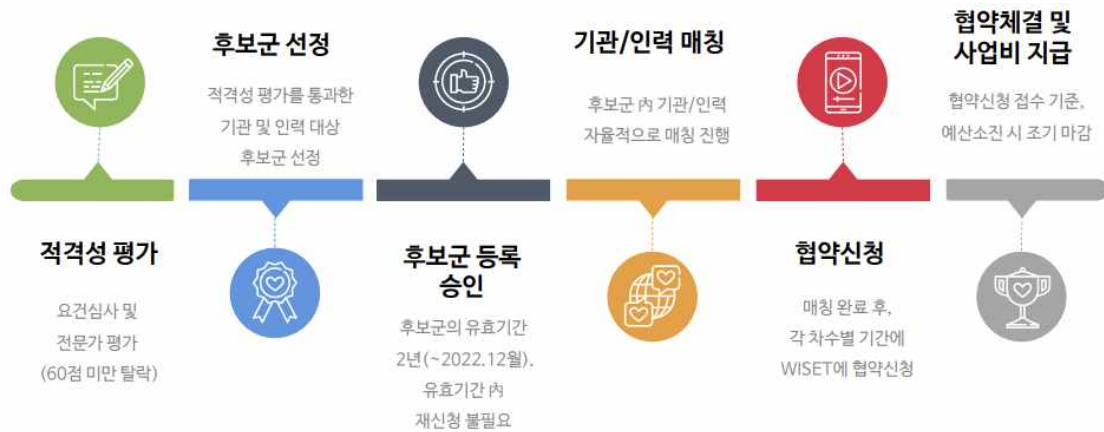 적격성 평가
요건심사 및
전문가 평가
(60점 미만 탈락)
후보군 선정
적격성 평가를 통과한
기관 및 인력 대상
후보군 선정
후보군 등록
승인
후보군의 유효기간
2년(~2022.12월).
유효기간 內
재신청 불필요
기관/인력 매칭
후보군 內 기관/인력
자율적으로 매칭 진행
협약신청
매칭 완료 후,
각 차수별 기간에
WISET에 협약신청
협약체결 및
사업비 지급
협약신청 접수 기준,
예산소진 시 조기 마감